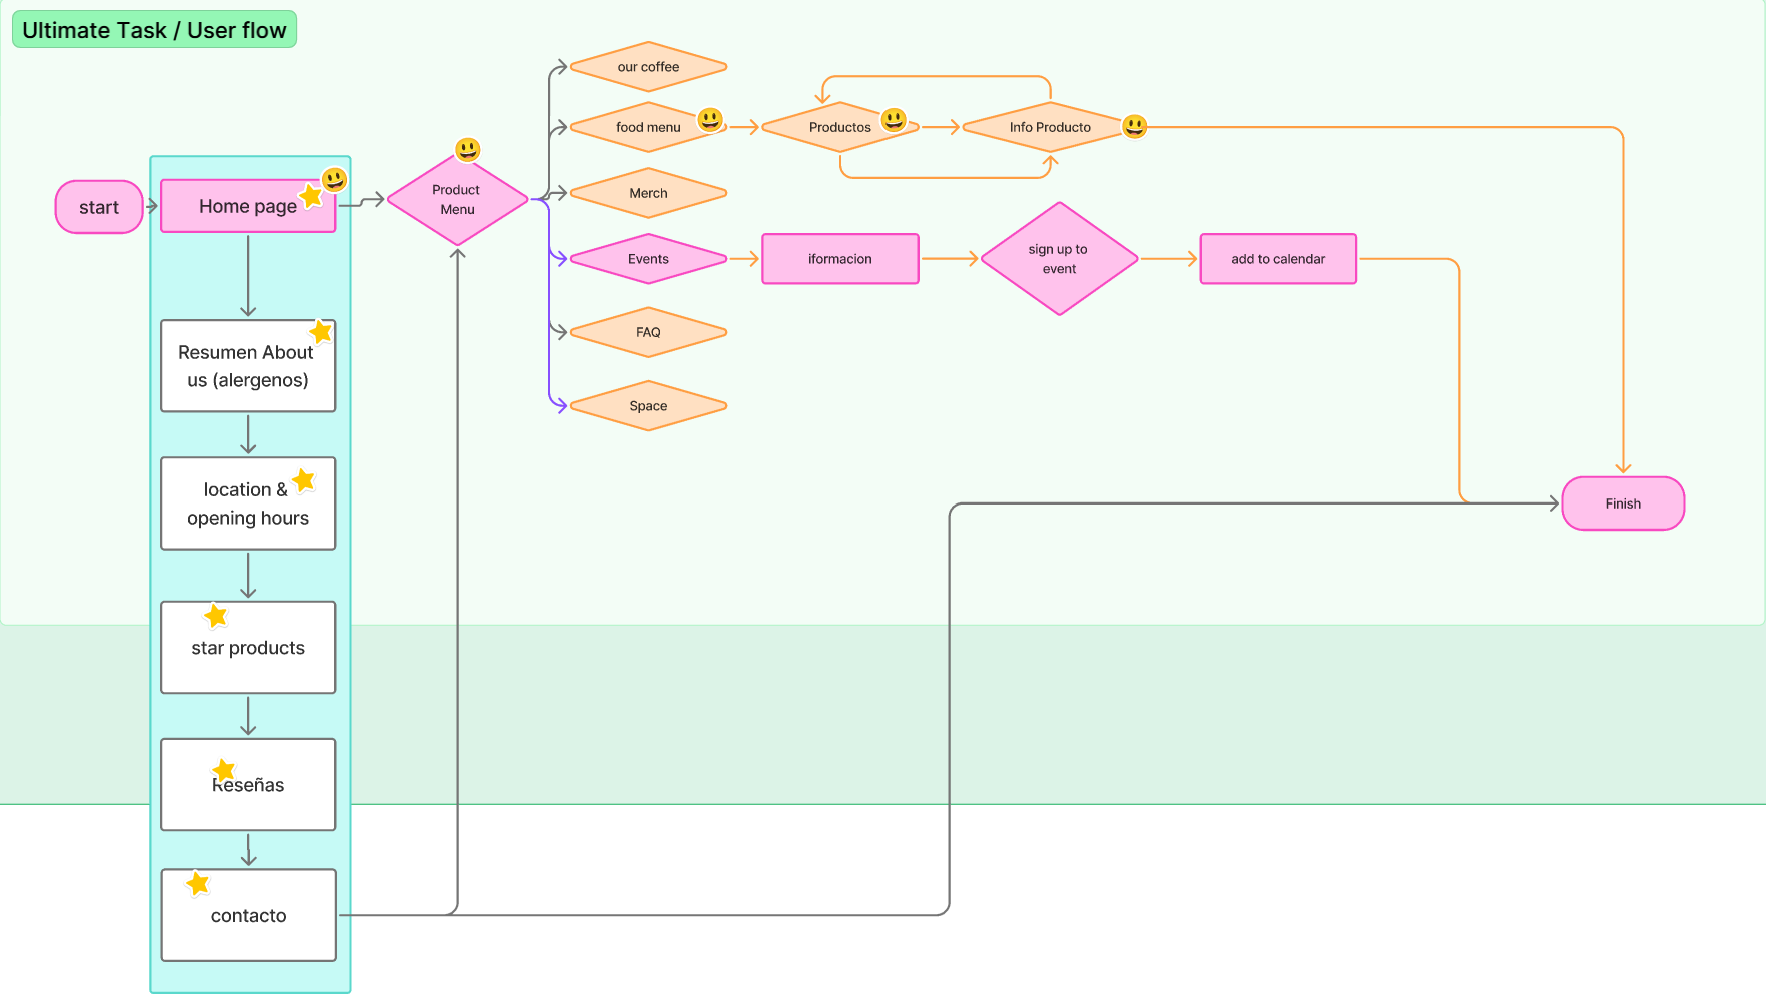 Ultimate Task / User flow
start
Home page
Resumen About
us (alergenos)
location &
opening hours
star products
Reseñas
contacto
Product
Menu
our coffee
food menu
Productos
Info Producto
Merch
Events
iformacion
sign up to
event
add to calendar
FAQ
Space
Finish